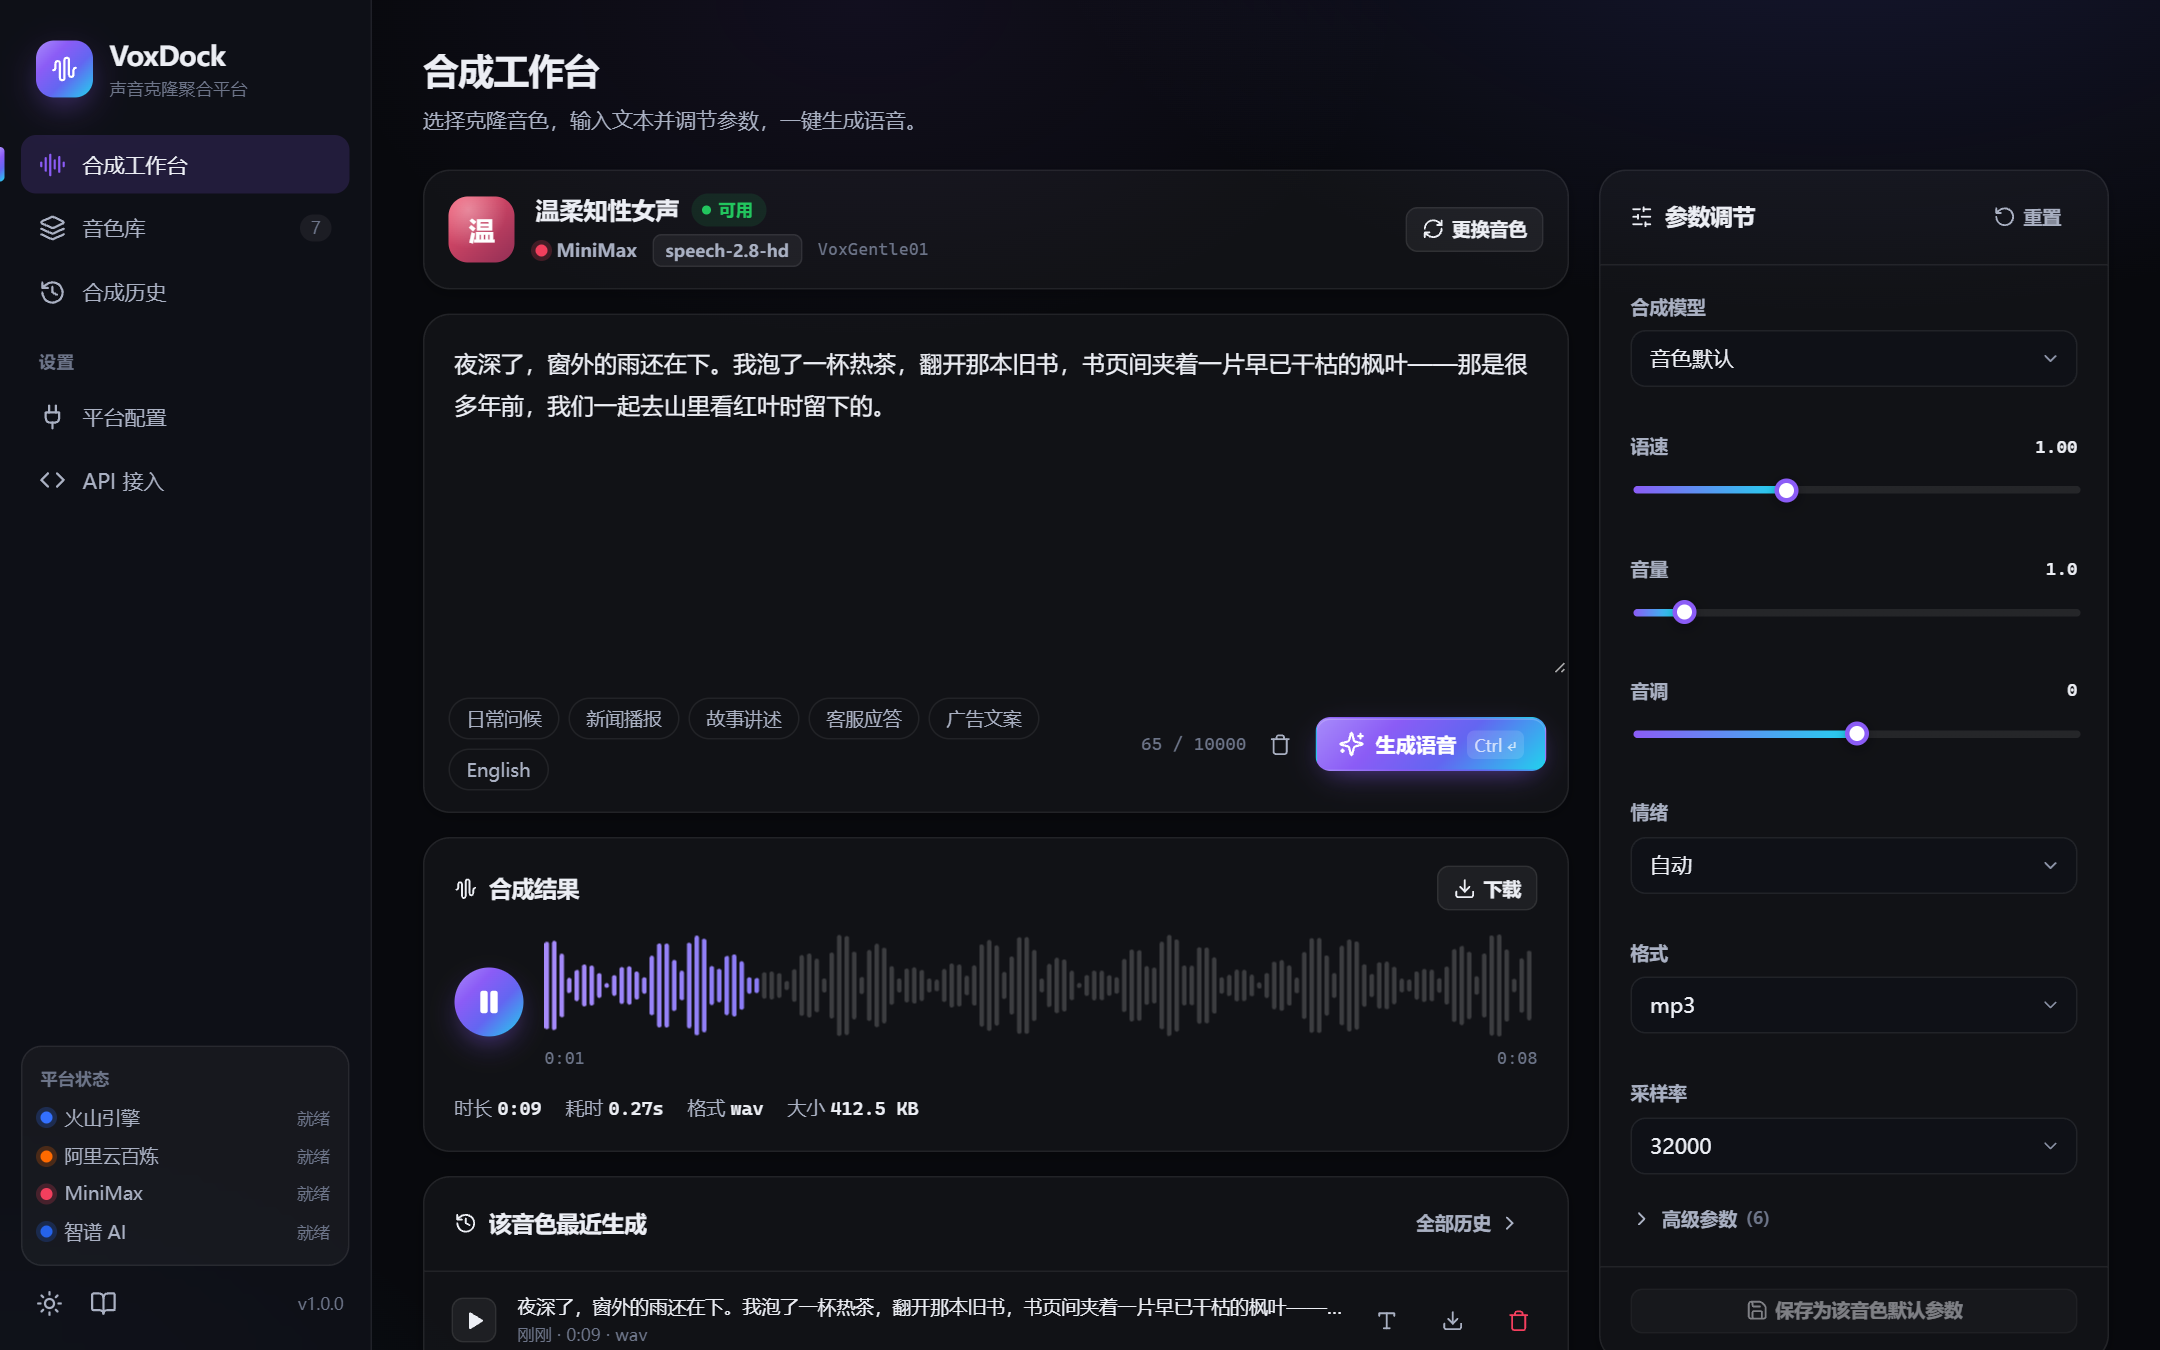 VoxDock
声音克隆聚合平台
合成工作台
音色库
7
合成历史
设置
平台配置
API 接入
平台状态
火山引擎 就绪
阿里云百炼 就绪
MiniMax 就绪
智谱 AI 就绪
v1.0.0
合成工作台
选择克隆音色，输入文本并调节参数，一键生成语音。
温
温柔知性女声 可用
MiniMax speech-2.8-hd VoxGentle01
更换音色
夜深了，窗外的雨还在下。我泡了一杯热茶，翻开那本旧书，书页间夹着一片早已干枯的枫叶——那是很
多年前，我们一起去山里看红叶时留下的。
日常问候 新闻播报 故事讲述 客服应答 广告文案
English
65 / 10000
生成语音 Ctrl ↵
合成结果
下载
0:01 0:08
时长 0:09 耗时 0.27s 格式 wav 大小 412.5 KB
该音色最近生成
全部历史
夜深了，窗外的雨还在下。我泡了一杯热茶，翻开那本旧书，书页间夹着一片早已干枯的枫叶——...
刚刚 · 0:09 · wav
参数调节
重置
合成模型
音色默认
语速 1.00
音量 1.0
音调 0
情绪
自动
格式
mp3
采样率
32000
高级参数 (6)
保存为该音色默认参数